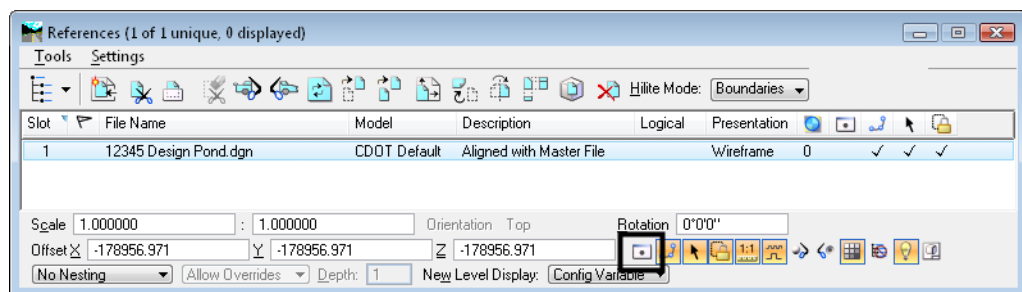 References (1 of 1 unique, 0 displayed)
Tools Settings
Hilite Mode: Boundaries
Slot File Name Model Description Logical Presentation
1 12345 Design Pond.dgn CDOT Default Aligned with Master File Wireframe 0
Scale 1.000000 : 1.000000 Orientation Top Rotation 0°0'0"
Offset X -178956.971 Y -178956.971 Z -178956.971 1:1
No Nesting Allow Overrides Depth: 1 New Level Display: Config Variable